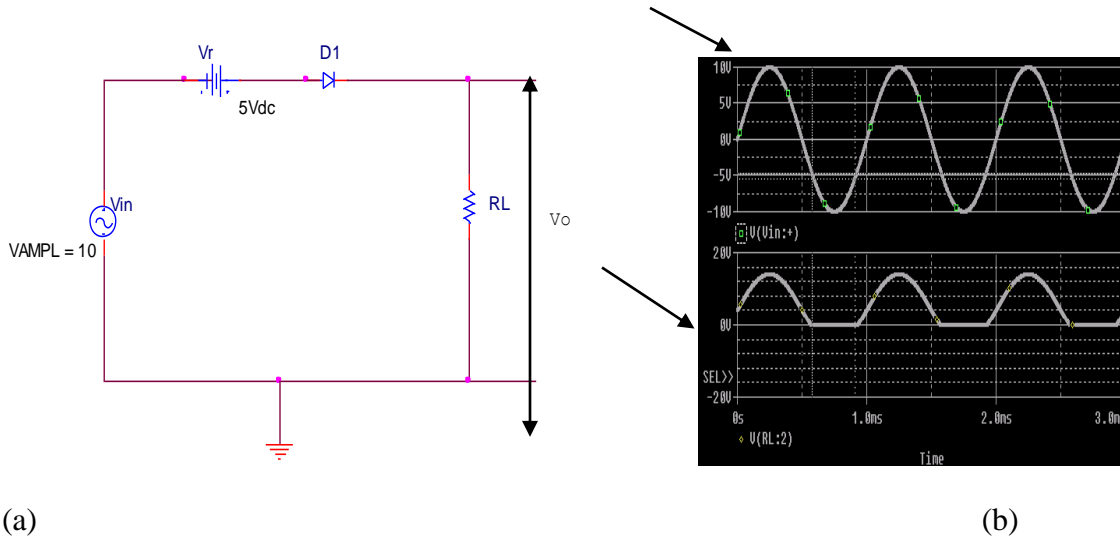 Vr
D1
5Vdc
Vin
VAMPL = 10
RL
Vo
10V
5V
0V
-5V
-10V
V(Vin:+)
20V
0V
SEL>>
-20V
0s 1.0ms 2.0ms 3.0m
V(RL:2)
Time
(a) (b)